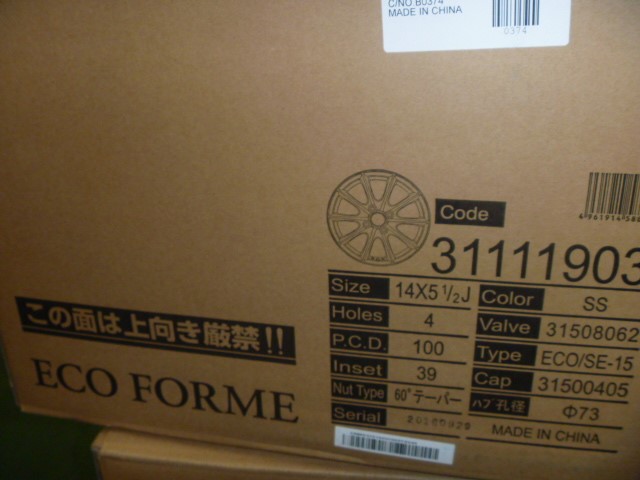 C/NO.B0374
MADE IN CHINA
0374
Code
31111903
Size 14X5 1/2J
Holes 4
P.C.D. 100
Inset 39
Nut Type 60°テーパー
Serial 20160929
Color SS
Valve 31508062
Type ECO/SE-15
Cap 31500405
ハブ孔径 Φ73
MADE IN CHINA
この面は上向き厳禁!!
ECO FORME